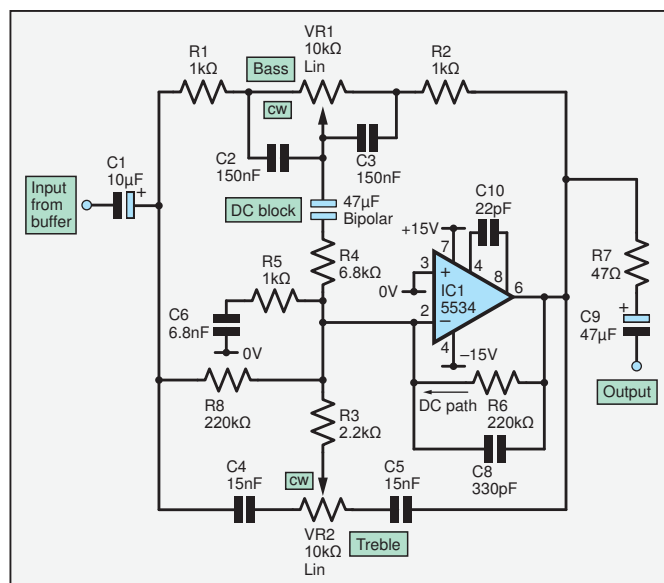 R1
1kΩ
Bass
VR1
10kΩ
Lin
R2
1kΩ
cw
C2
150nF
C3
150nF
C1
10µF
+
Input
from
buffer
DC block
47µF
Bipolar
C10
22pF
+15V
7
4
8
R4
6.8kΩ
R5
1kΩ
3
+
0V
IC1
5534
6
2
–
4
–15V
R7
47Ω
C6
6.8nF
0V
+
C9
47µF
Output
R8
220kΩ
DC path
R6
220kΩ
R3
2.2kΩ
C8
330pF
C4
15nF
cw
C5
15nF
VR2
10kΩ
Lin
Treble